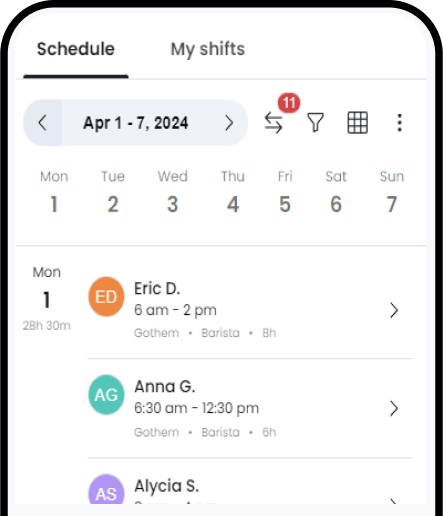 Schedule My shifts
11
Apr 1 - 7, 2024
Mon Tue Wed Thu Fri Sat Sun
1 2 3 4 5 6 7
Mon
1
28h 30m
ED
Eric D.
6 am - 2 pm
Gothem • Barista • 8h
AG
Anna G.
6:30 am - 12:30 pm
Gothem • Barista • 6h
AS
Alycia S.